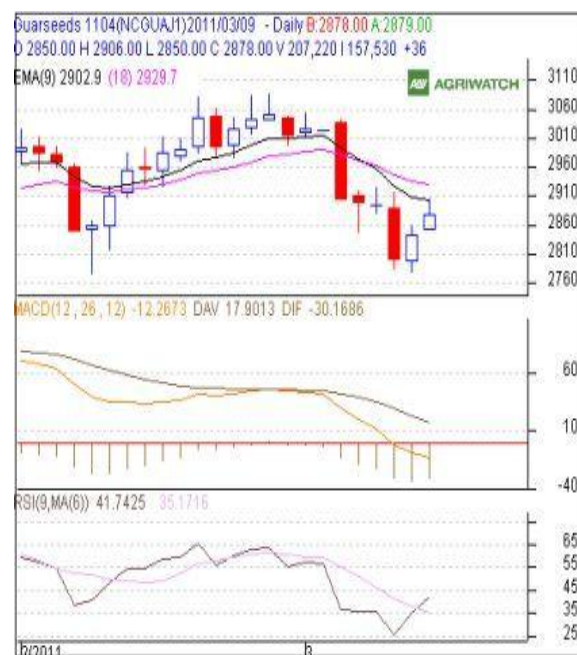 Guarseeds 1104(NCGUAJ1)2011/03/09 - Daily B:2878.00 A:2879.00
O 2850.00 H 2906.00 L 2850.00 C 2878.00 V 207,220 I 157,530 +36
EMA(9) 2902.9 (18) 2929.7
AW AGRIWATCH
3110
3060
3010
2960
2910
2860
2810
2760
MACD(12 , 26 , 12) -12.2673 DAV 17.9013 DIF -30.1686
60
10
-40
RSI(9,MA(6)) 41.7425 35.1716
65
55
45
35
25
2/2011 3